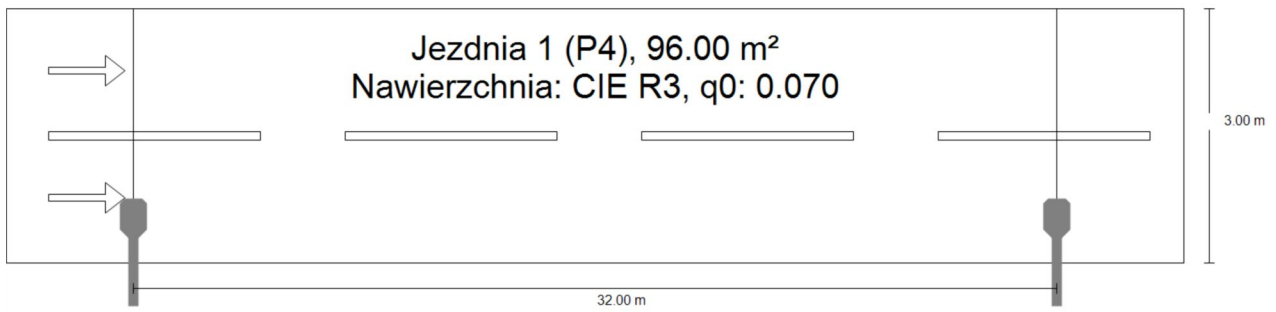 Jezdnia 1 (P4), 96.00 m²
Nawierzchnia: CIE R3, q0: 0.070
3.00 m
32.00 m